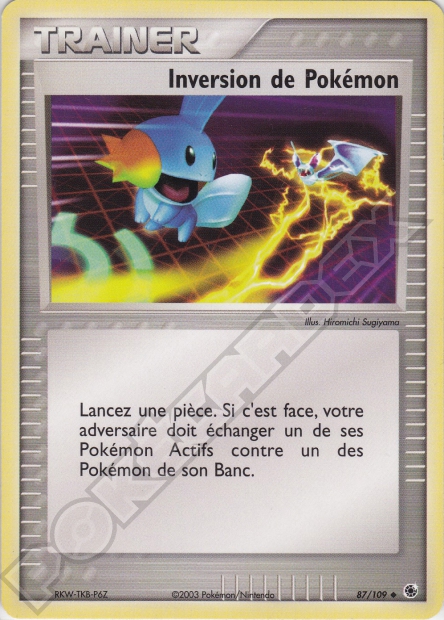 TRAINER
Inversion de Pokémon
Illus. Hiromichi Sugiyama
Lancez une pièce. Si c'est face, votre
adversaire doit échanger un de ses
Pokémon Actifs contre un des
Pokémon de son Banc.
RKW-TKB-P6Z
©2003 Pokémon/Nintendo
87/109
POKECARDEX